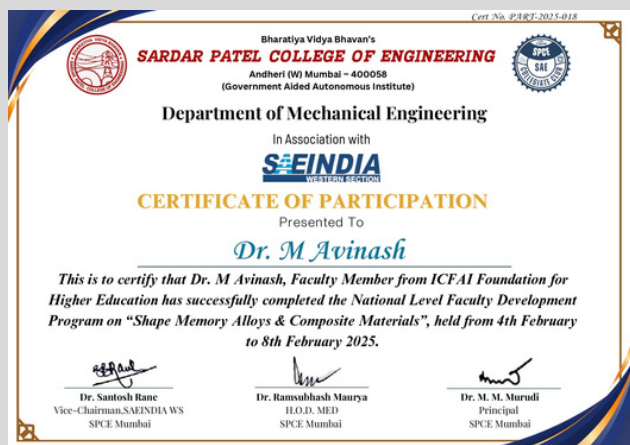 Cert No. PART-2025-018
Bharatiya Vidya Bhavan's
SARDAR PATEL COLLEGE OF ENGINEERING
Andheri (W) Mumbai – 400058
(Government Aided Autonomous Institute)
SPCE
SAE
COLLEGIATE CLUB
Department of Mechanical Engineering
In Association with
SAEINDIA
WESTERN SECTION
CERTIFICATE OF PARTICIPATION
Presented To
Dr. M Avinash
This is to certify that Dr. M Avinash, Faculty Member from ICFAI Foundation for
Higher Education has successfully completed the National Level Faculty Development
Program on “Shape Memory Alloys & Composite Materials”, held from 4th February
to 8th February 2025.
Dr. Santosh Rane
Vice-Chairman,SAEINDIA WS
SPCE Mumbai
Dr. Ramsubhash Maurya
H.O.D. MED
SPCE Mumbai
Dr. M. M. Murudi
Principal
SPCE Mumbai